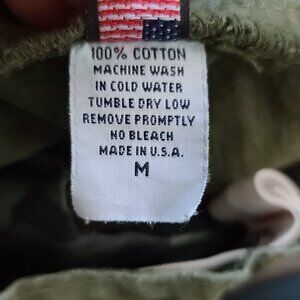 100% COTTON
MACHINE WASH
IN COLD WATER
TUMBLE DRY LOW
REMOVE PROMPTLY
NO BLEACH
MADE IN U.S.A.
M